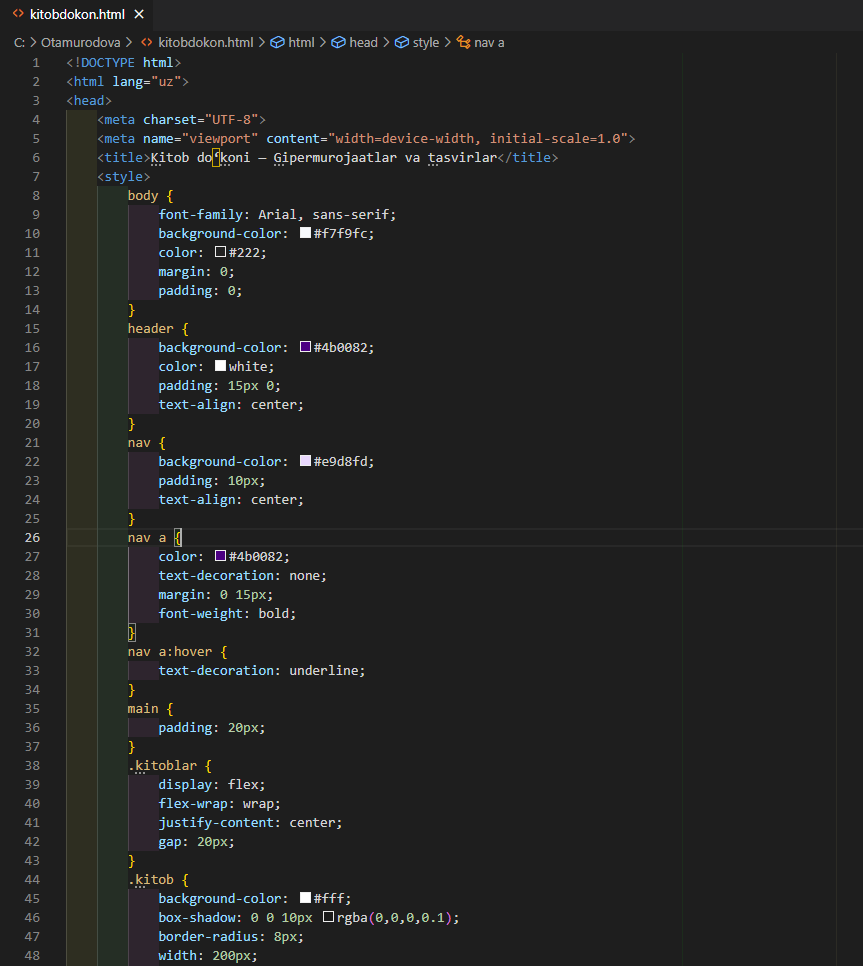 kitobdokon.html
C: > Otamurodova > kitobdokon.html > html > head > style > nav a
1 <!DOCTYPE html>
2 <html lang="uz">
3 <head>
4 <meta charset="UTF-8">
5 <meta name="viewport" content="width=device-width, initial-scale=1.0">
6 <title>Kitob doʻkoni — Gipermurojaatlar va tasvirlar</title>
7 <style>
8 body {
9 font-family: Arial, sans-serif;
10 background-color: #f7f9fc;
11 color: #222;
12 margin: 0;
13 padding: 0;
14 }
15 header {
16 background-color: #4b0082;
17 color: white;
18 padding: 15px 0;
19 text-align: center;
20 }
21 nav {
22 background-color: #e9d8fd;
23 padding: 10px;
24 text-align: center;
25 }
26 nav a {
27 color: #4b0082;
28 text-decoration: none;
29 margin: 0 15px;
30 font-weight: bold;
31 }
32 nav a:hover {
33 text-decoration: underline;
34 }
35 main {
36 padding: 20px;
37 }
38 .kitoblar {
39 display: flex;
40 flex-wrap: wrap;
41 justify-content: center;
42 gap: 20px;
43 }
44 .kitob {
45 background-color: #fff;
46 box-shadow: 0 0 10px rgba(0,0,0,0.1);
47 border-radius: 8px;
48 width: 200px;